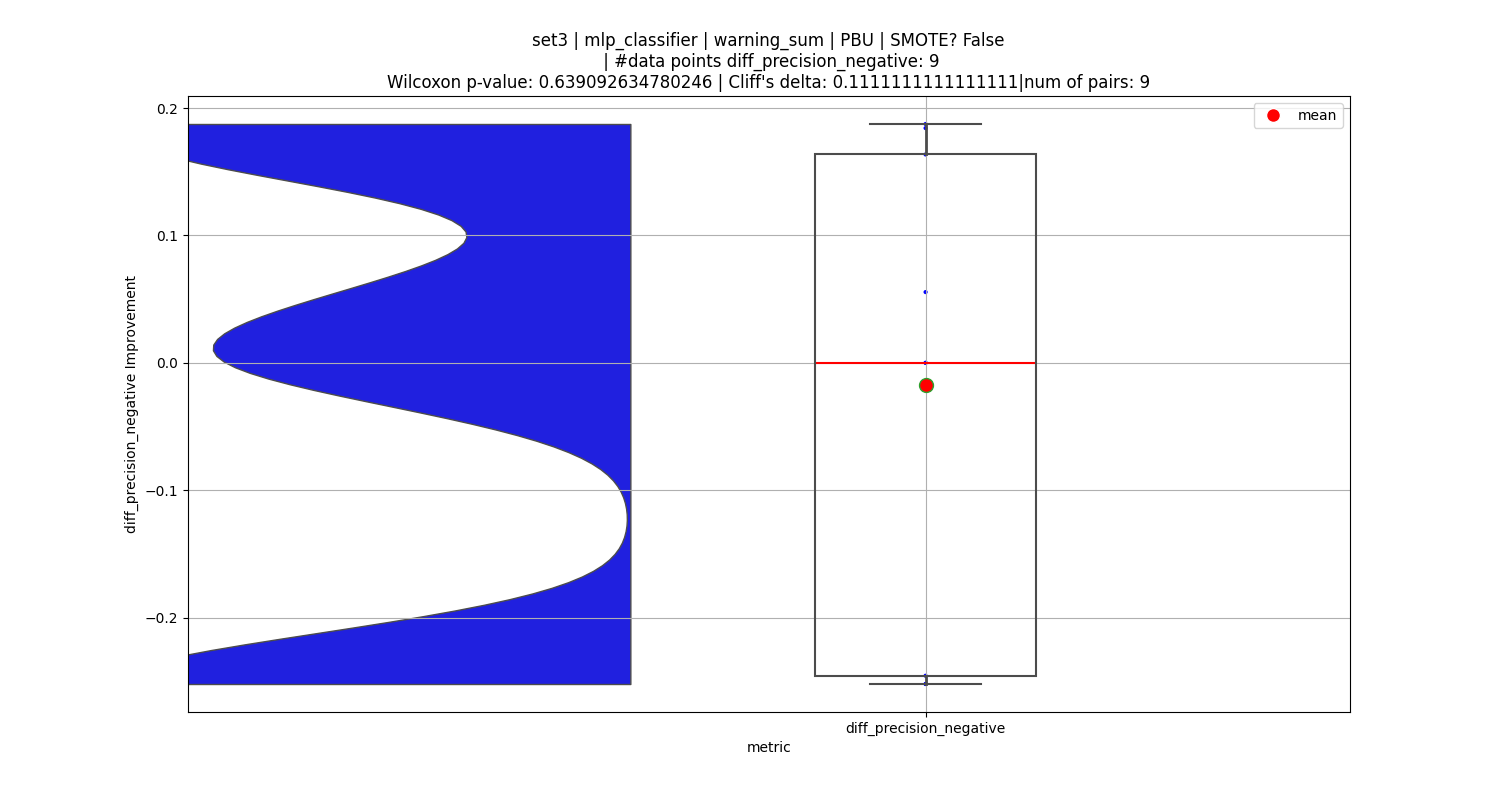 set3 | mlp_classifier | warning_sum | PBU | SMOTE? False
| #data points diff_precision_negative: 9
Wilcoxon p-value: 0.639092634780246 | Cliff's delta: 0.1111111111111111|num of pairs: 9
mean
0.2
0.1
0.0
−0.1
−0.2
diff_precision_negative Improvement
diff_precision_negative
metric